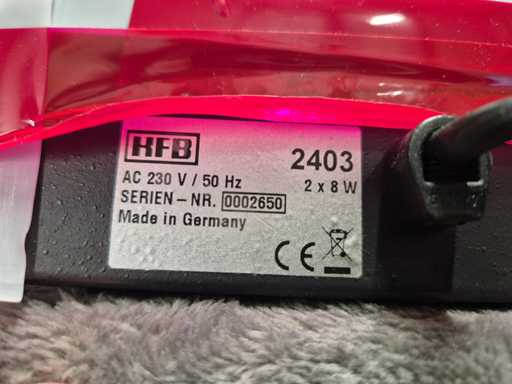 HFB
2403
AC 230 V / 50 Hz
2 x 8 W
SERIEN – NR. 0002650
Made in Germany
CE